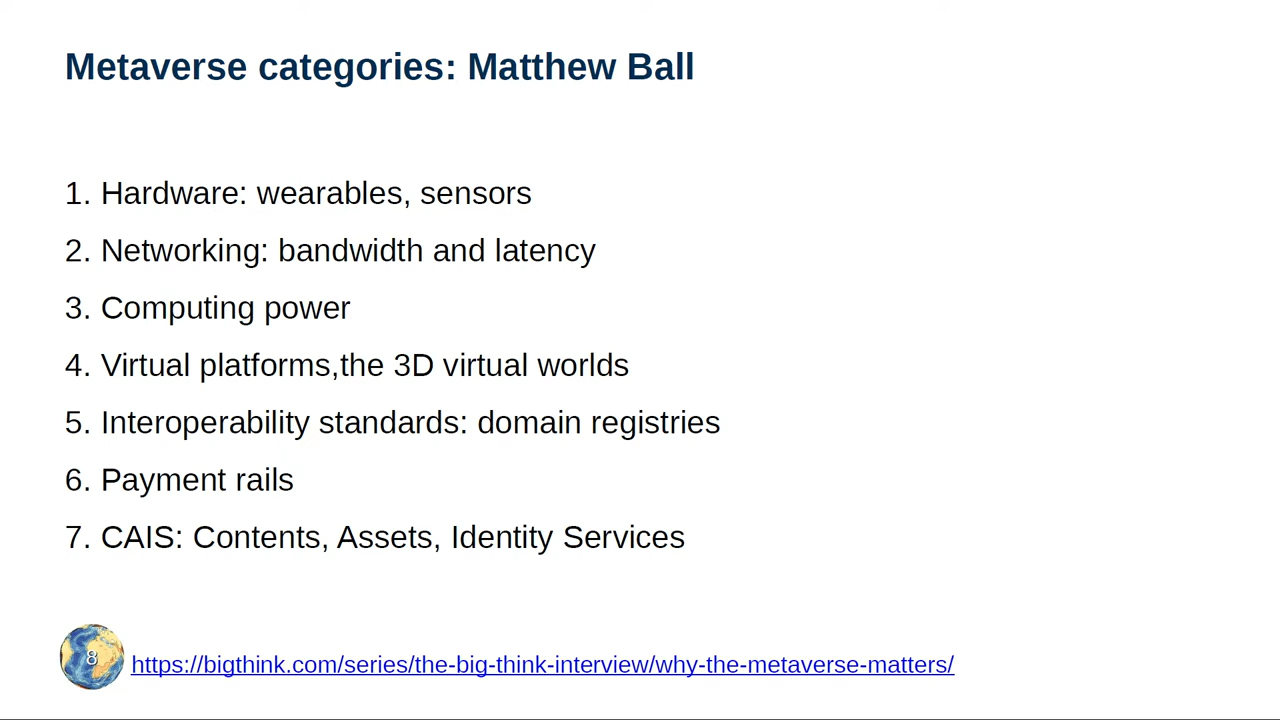 Metaverse categories: Matthew Ball
1. Hardware: wearables, sensors
2. Networking: bandwidth and latency
3. Computing power
4. Virtual platforms,the 3D virtual worlds
5. Interoperability standards: domain registries
6. Payment rails
7. CAIS: Contents, Assets, Identity Services
8
https://bigthink.com/series/the-big-think-interview/why-the-metaverse-matters/